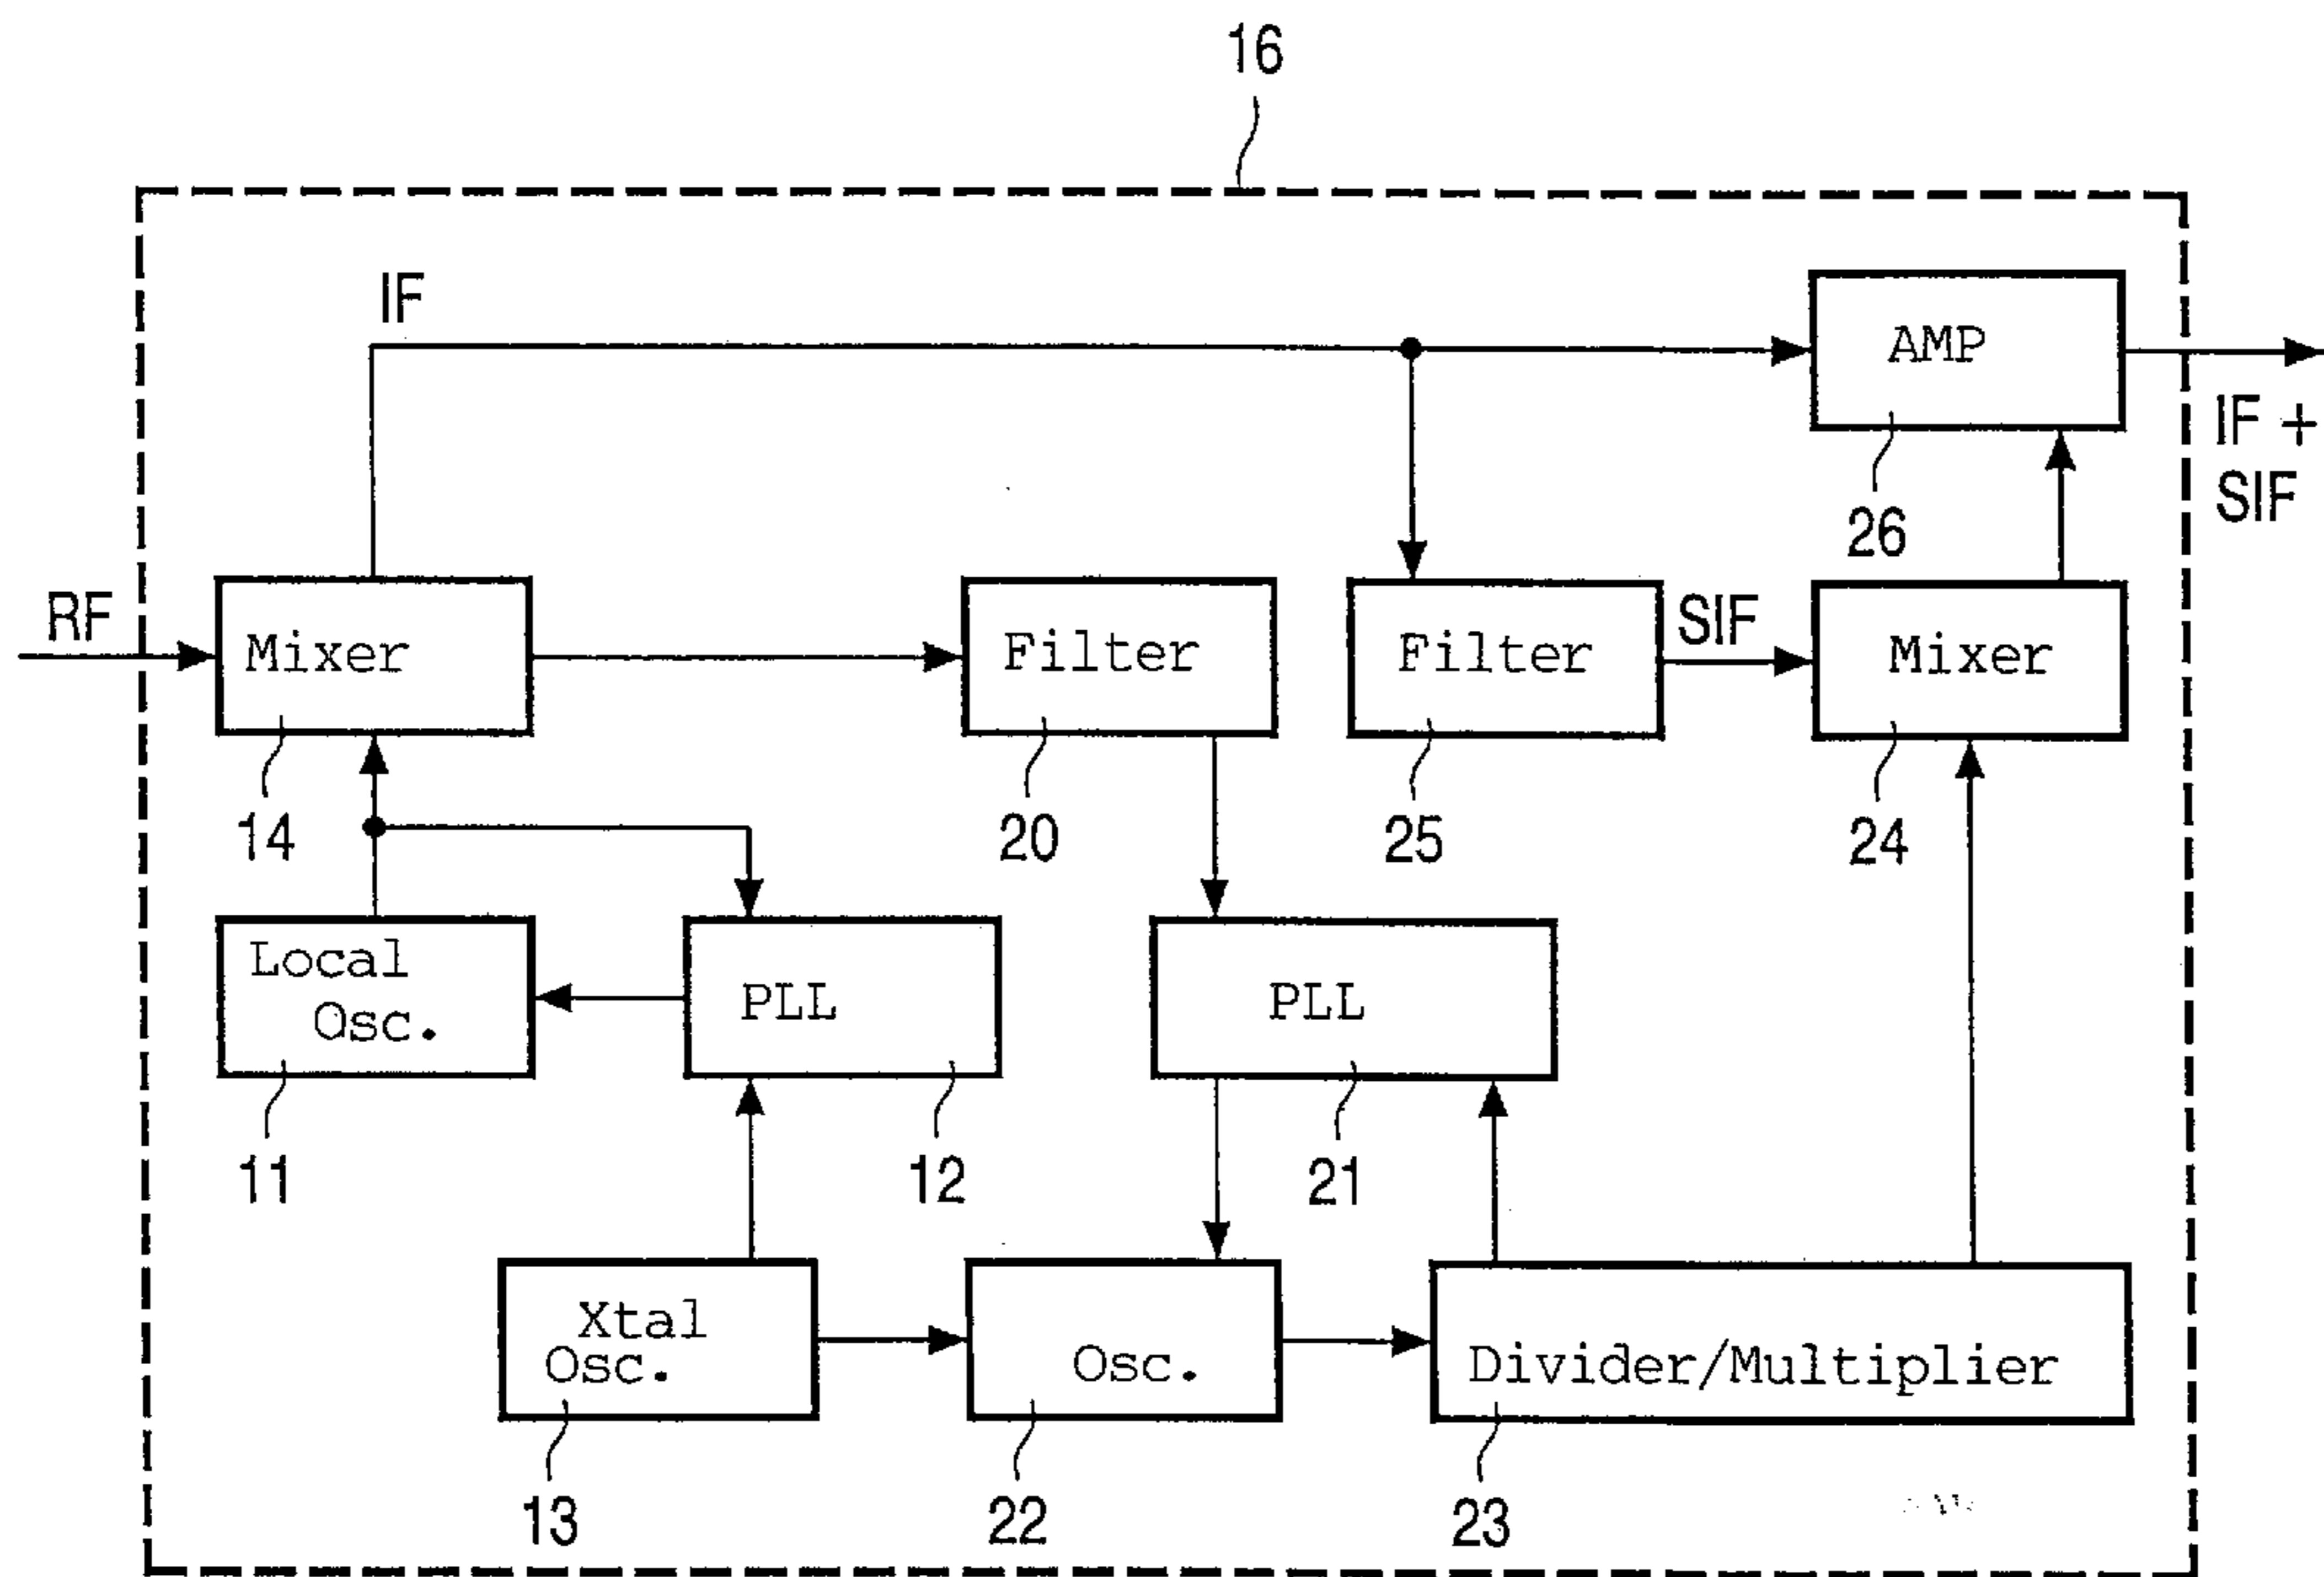 16
IF
AMP
IF +
SIF
26
RF
Mixer
Filter
Filter
SIF
Mixer
14
20
25
24
Local
Osc.
PLL
PLL
11
12
21
Xtal
Osc.
Osc.
Divider/Multiplier
13
22
23